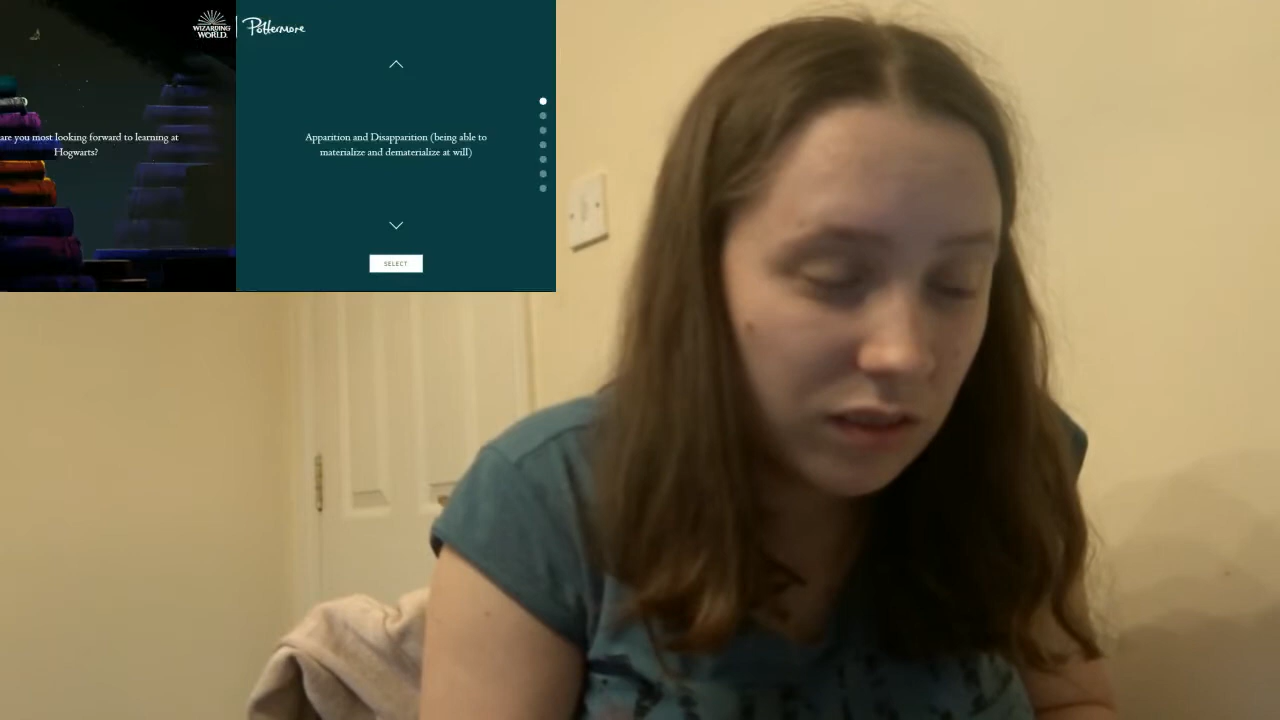 WIZARDING
WORLD
Pottermore
are you most looking forward to learning at
Hogwarts?
Apparition and Disapparition (being able to
materialize and dematerialize at will)
SELECT